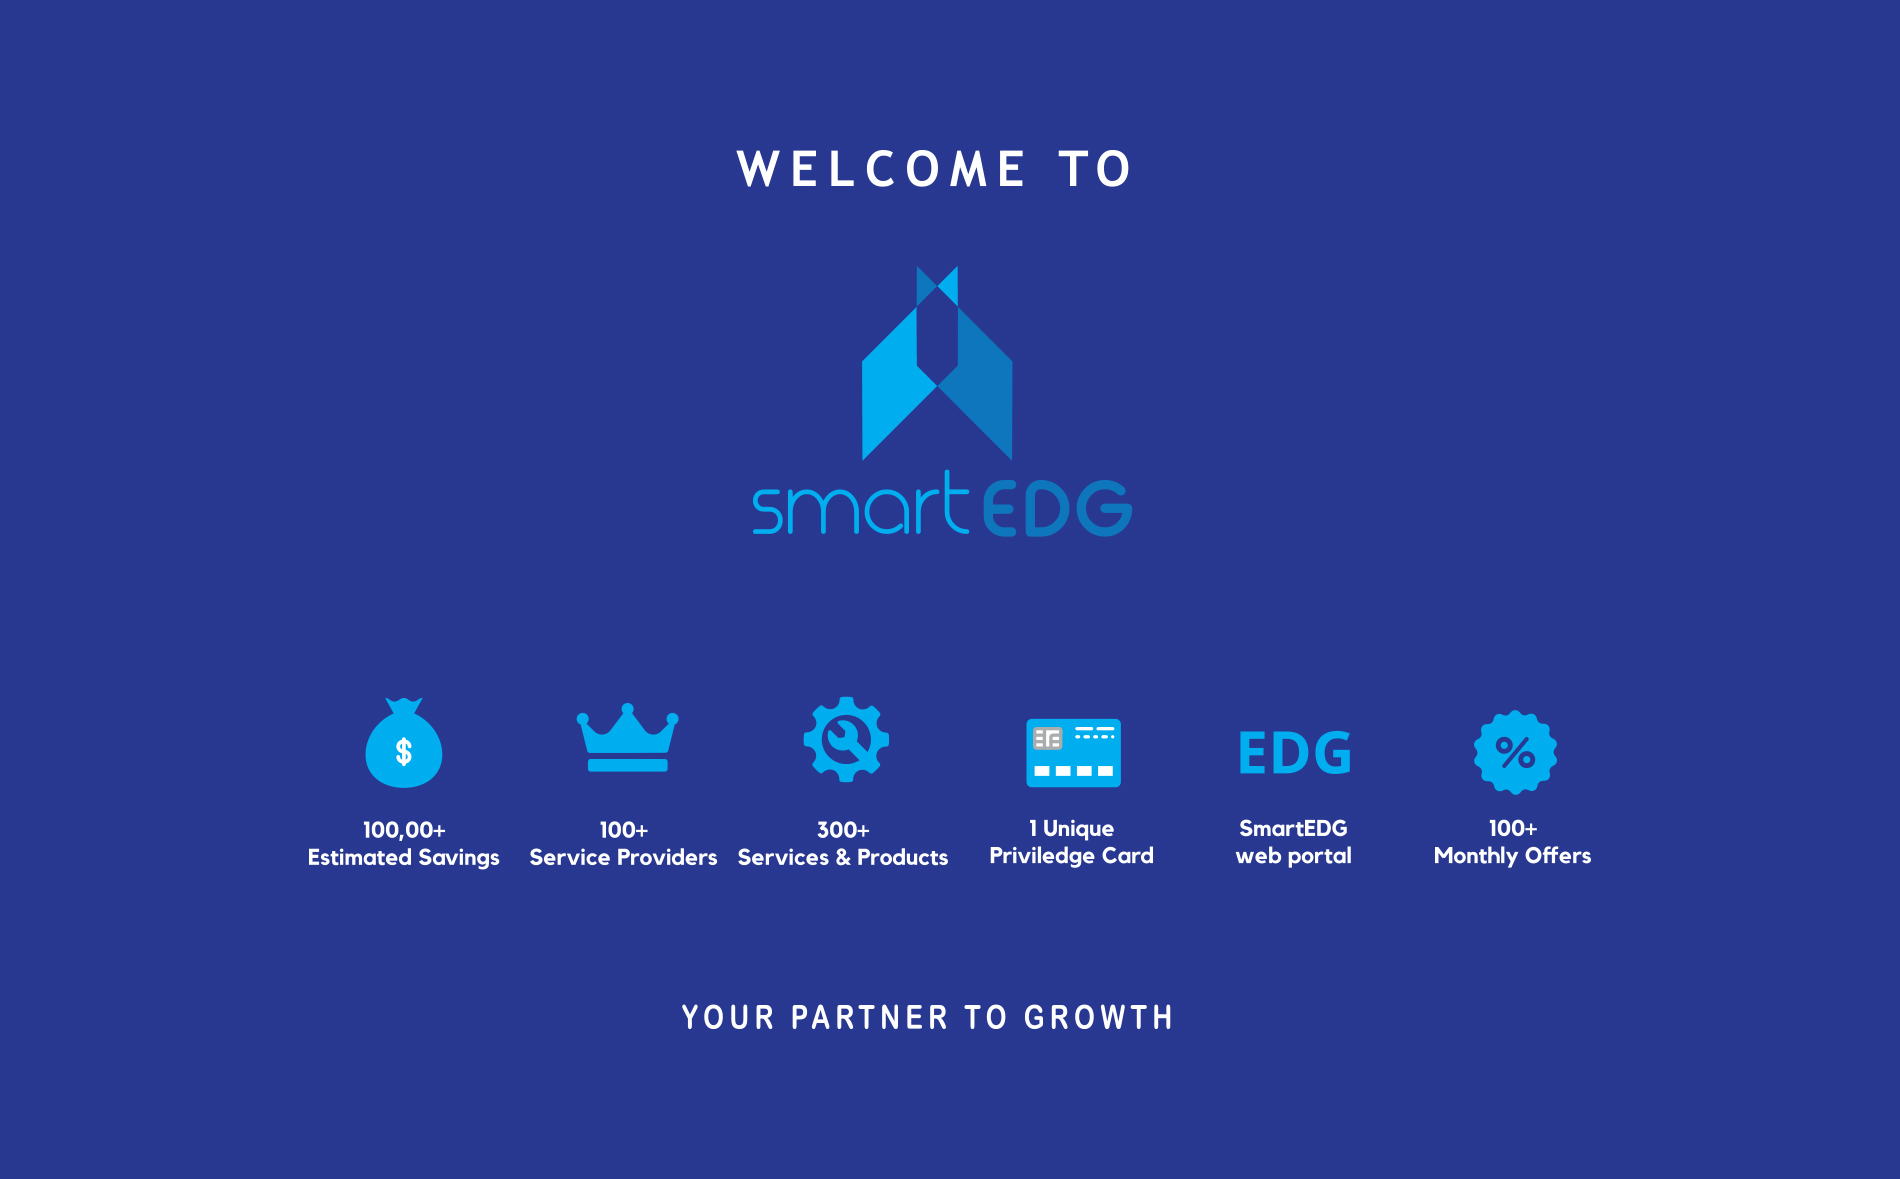 WELCOME TO
smartEDG
$
EDG
%
100,00+
Estimated Savings
100+
Service Providers
300+
Services & Products
1 Unique
Priviledge Card
SmartEDG
web portal
100+
Monthly Offers
YOUR PARTNER TO GROWTH